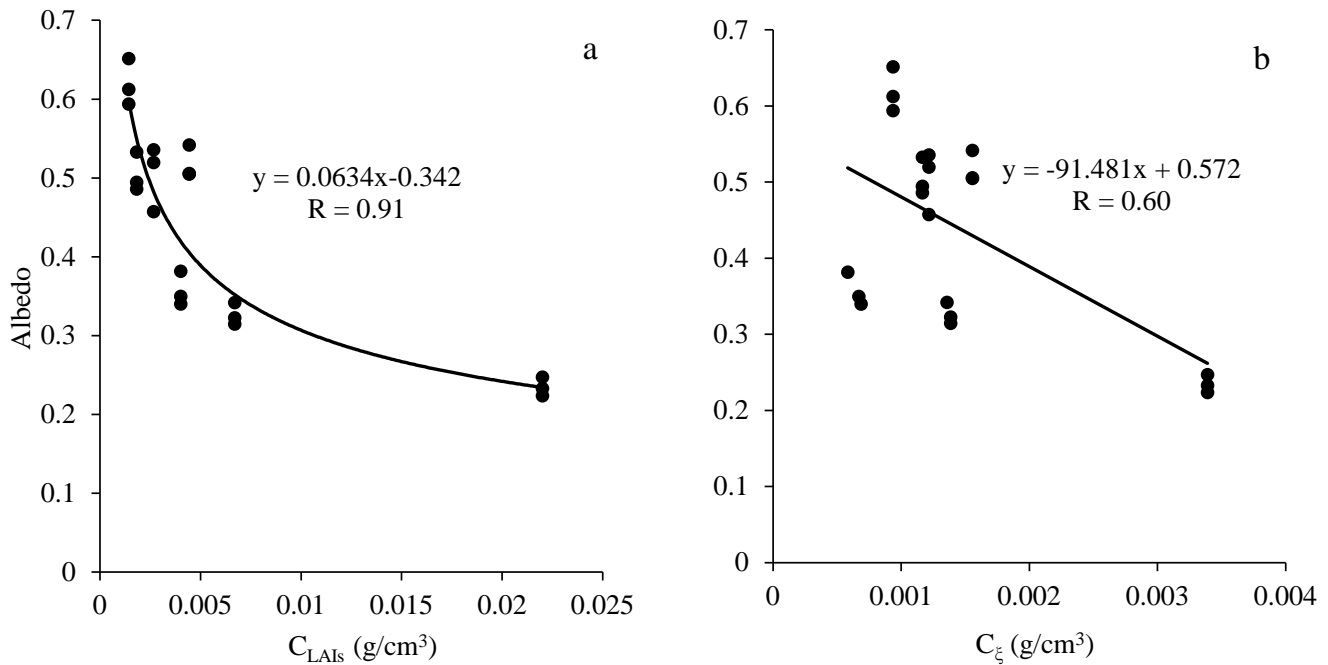 a
Albedo
0.7
0.6
0.5
0.4
0.3
0.2
0.1
0
y = 0.0634x-0.342
R = 0.91
0 0.005 0.01 0.015 0.02 0.025
C_LAIs (g/cm³)
b
0.7
0.6
0.5
0.4
0.3
0.2
0.1
0
y = -91.481x + 0.572
R = 0.60
0 0.001 0.002 0.003 0.004
C_ξ (g/cm³)